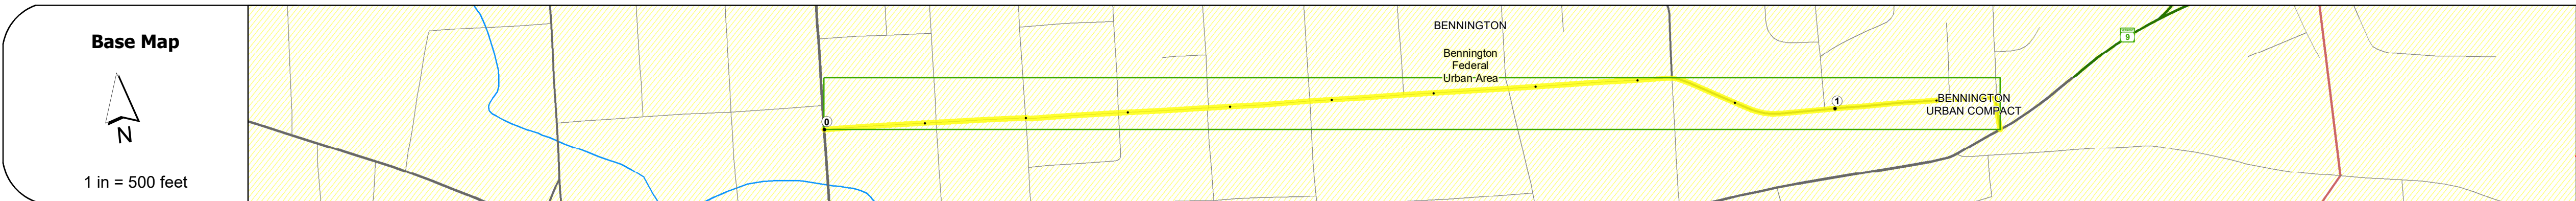 Base Map
N
1 in = 500 feet
0
BENNINGTON
Bennington
Federal
Urban Area
1
BENNINGTON
URBAN COMPACT
9